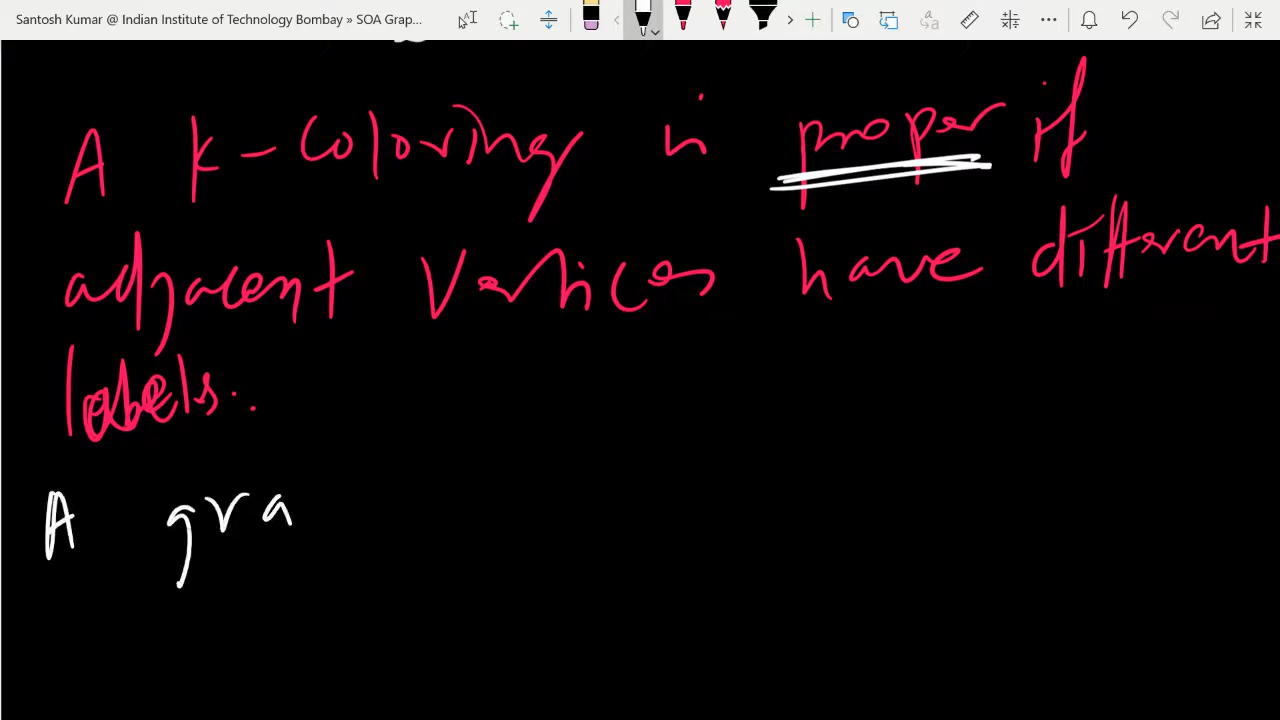 Santosh Kumar @ Indian Institute of Technology Bombay » SOA Grap...
A k-coloring is proper if
adjacent vertices have different
labels.
A gra